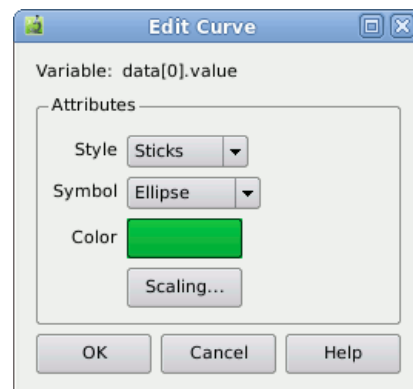 Edit Curve
Variable: data[0].value
Attributes
Style Sticks
Symbol Ellipse
Color
Scaling...
OK Cancel Help